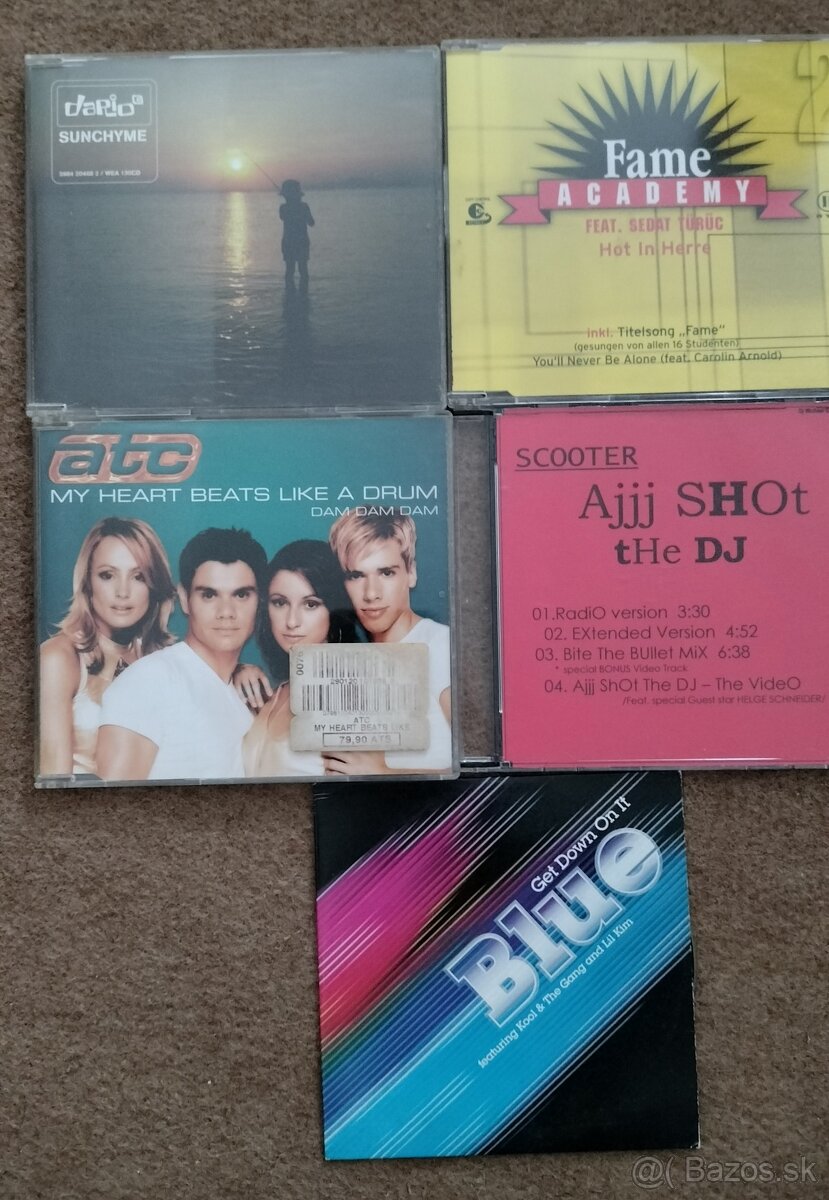 dario G
SUNCHYME
Fame
ACADEMY
FEAT. SEDAT TÜRÜC
Hot In Herre
inkl. Titelsong „Fame“
(gesungen von allen 16 Studenten)
You'll Never Be Alone (feat. Carolin Arnold)
atc
MY HEART BEATS LIKE A DRUM
DAM DAM DAM
ATC
MY HEART BEATS LIKE
79,90 ATS
SCOOTER
Ajjj SHOt
tHe DJ
01.RadiO version 3:30
02. EXtended Version 4:52
03. Bite The BUllet MiX 6:38
* special BONUS Video Track
04. Ajjj ShOt The DJ – The VideO
/Feat. special Guest star HELGE SCHNEIDER/
Get Down On It
Blue
featuring Kool & The Gang and Lil Kim
@( Bazos.sk